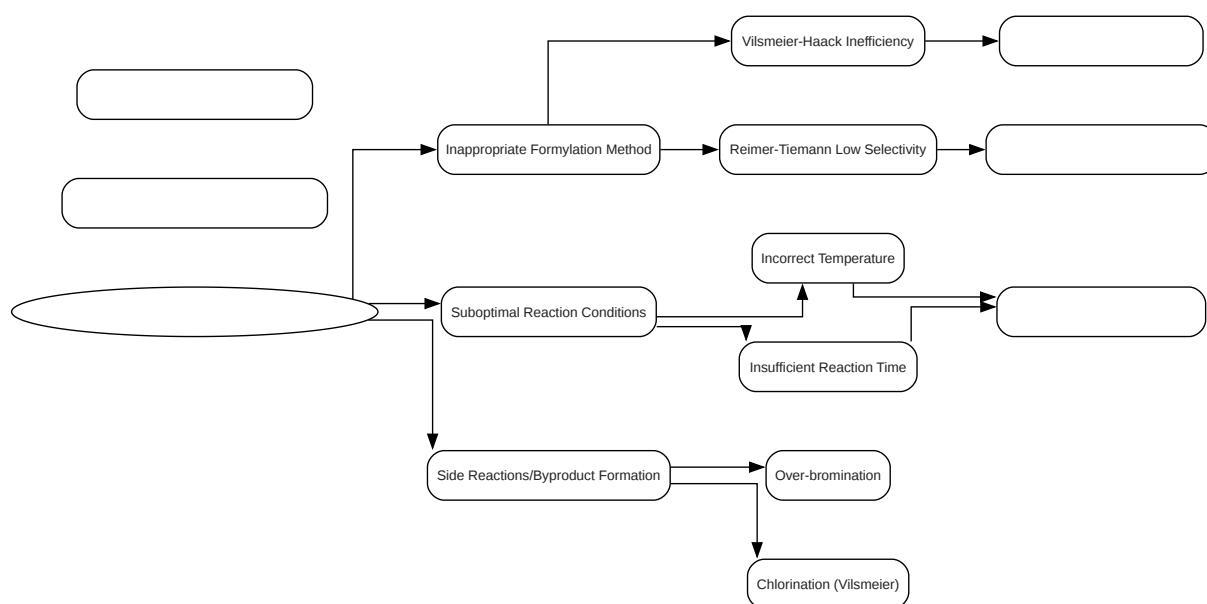 Vilsmeier-Haack Inefficiency
Inappropriate Formylation Method
Reimer-Tiemann Low Selectivity
Incorrect Temperature
Suboptimal Reaction Conditions
Insufficient Reaction Time
Side Reactions/Byproduct Formation
Over-bromination
Chlorination (Vilsmeier)